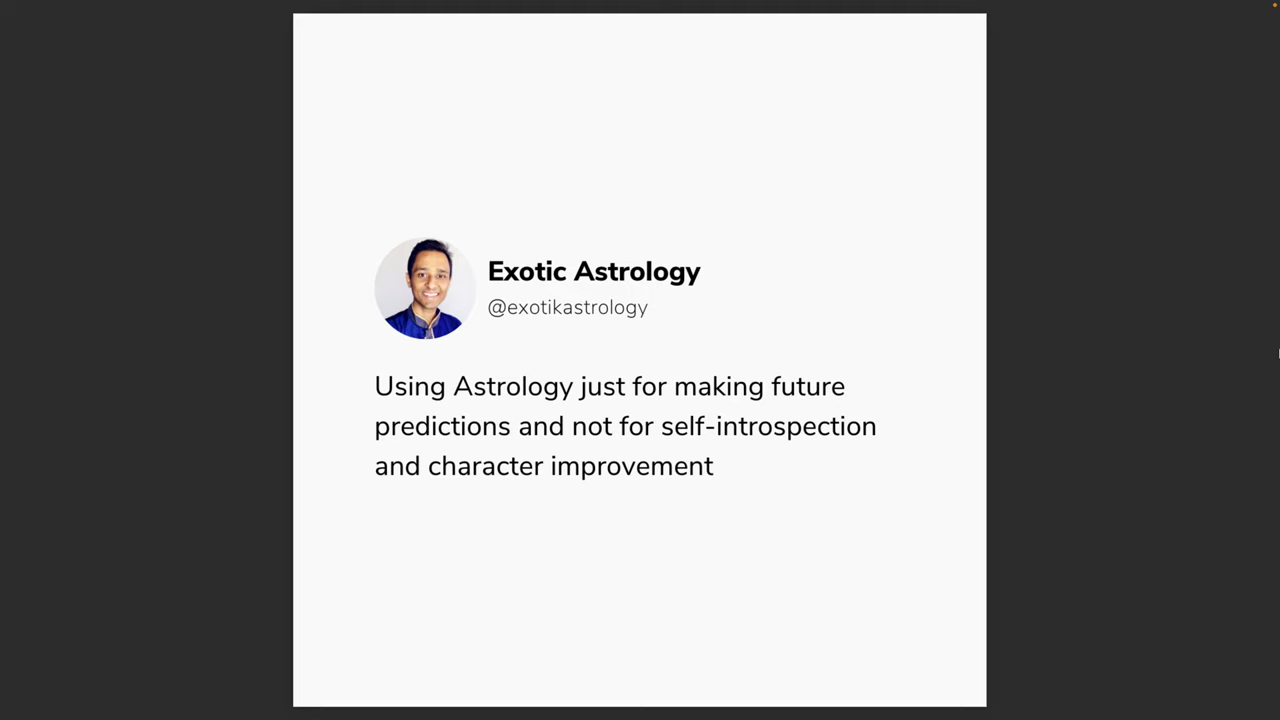 Exotic Astrology
@exotikastrology
Using Astrology just for making future
predictions and not for self-introspection
and character improvement